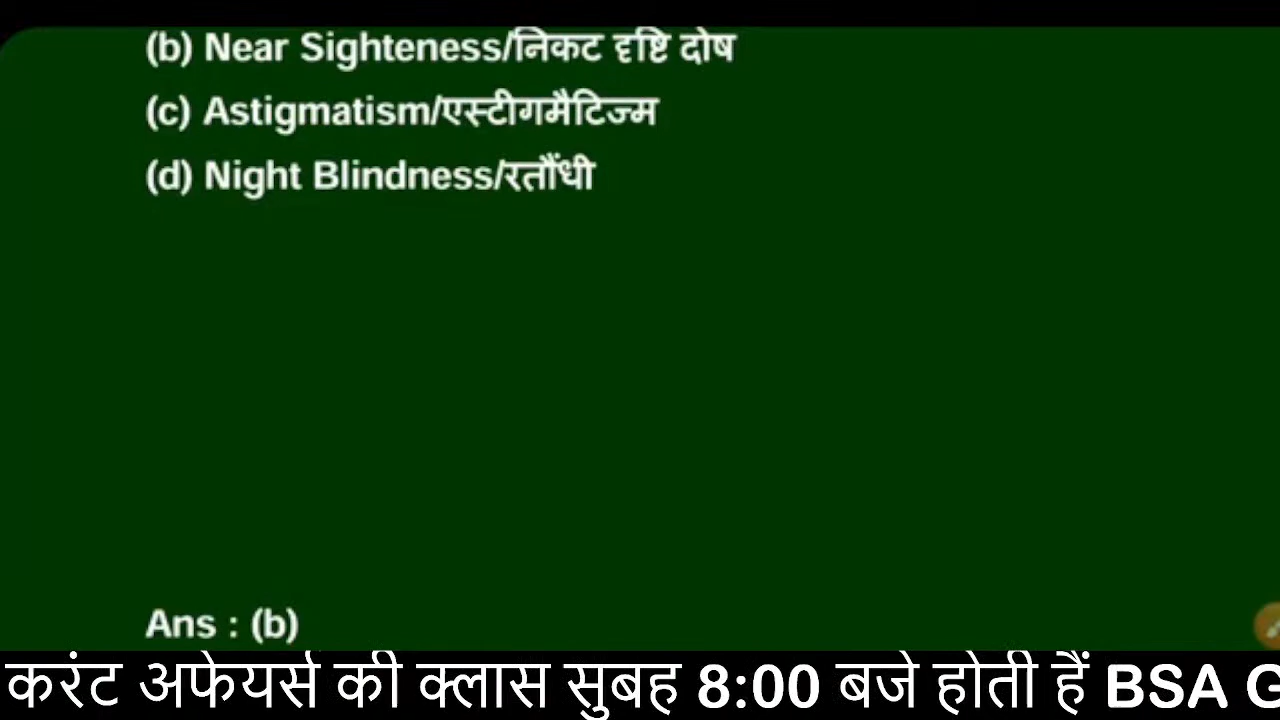 (b) Near Sighteness/निकट दृष्टि दोष
(c) Astigmatism/एस्टीगमैटिज्म
(d) Night Blindness/रतौंधी
Ans : (b)
करंट अफेयर्स की क्लास सुबह 8:00 बजे होती हैं BSA G